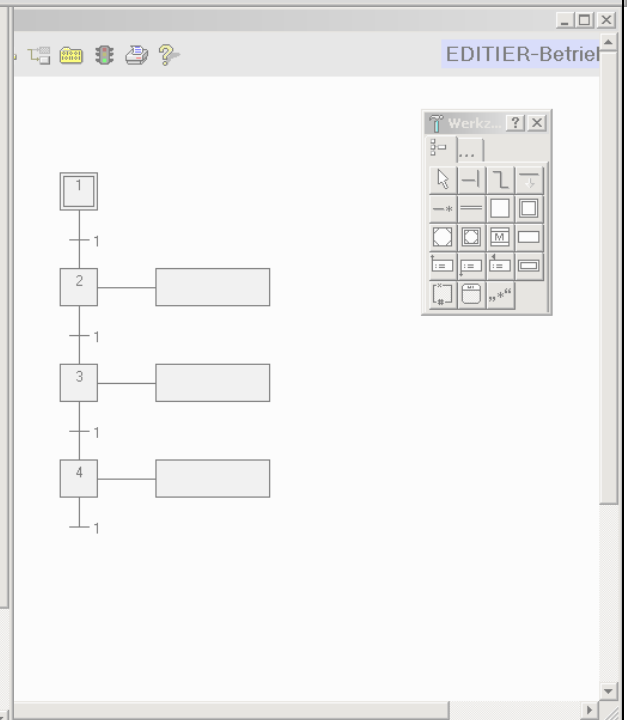 EDITIER-Betriel
Werkz... ?
...
1
1
2
1
3
1
4
1
M
:= := :=
„*“